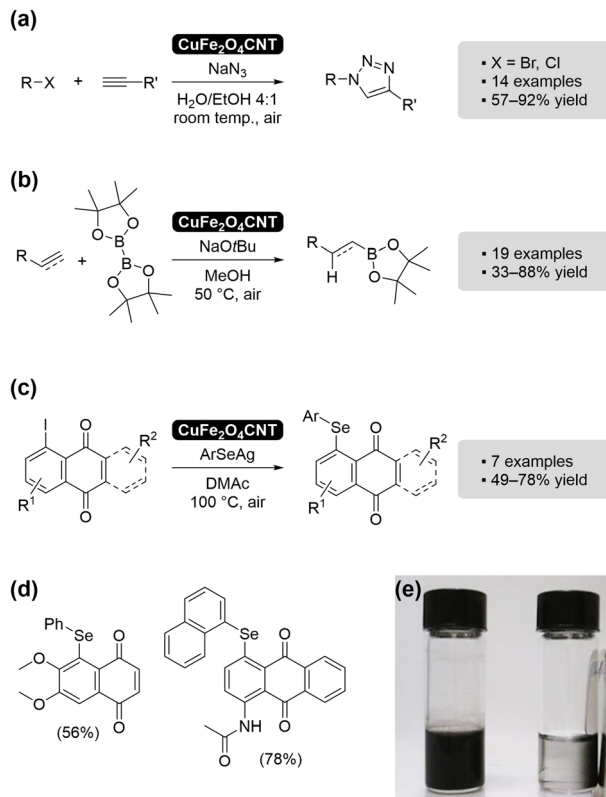 (a)
R–X + R'
CuFe₂O₄CNT
NaN₃
H₂O/EtOH 4:1
room temp., air
N N
R N
R'
▪ X = Br, Cl
▪ 14 examples
▪ 57–92% yield
(b)
R +
O O
B
B
O O
CuFe₂O₄CNT
NaOtBu
MeOH
50 °C, air
R
H
B
O
O
▪ 19 examples
▪ 33–88% yield
(c)
I O
R²
R¹ O
CuFe₂O₄CNT
ArSeAg
DMAc
100 °C, air
Ar Se O
R²
R¹ O
▪ 7 examples
▪ 49–78% yield
(d)
Ph Se O
O
O
O
(56%)
Se O
NH O
O
(78%)
(e)